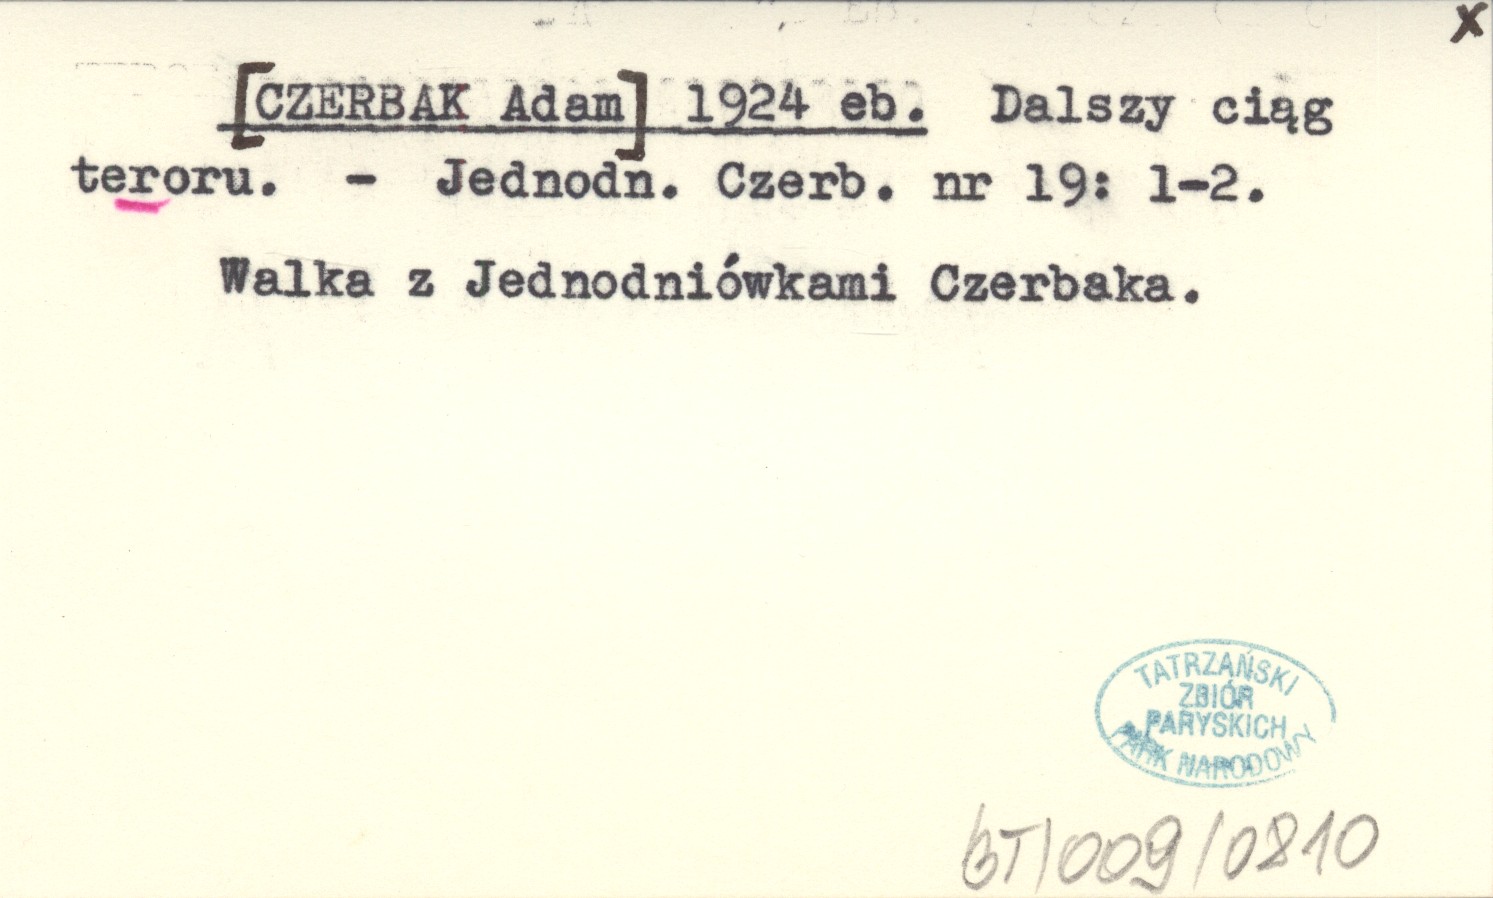 x
[CZERBAK Adam] 1924 eb. Dalszy ciąg
teroru. - Jednodn. Czerb. nr 19: 1-2.
Walka z Jednodniówkami Czerbaka.
TATRZAŃSKI
ZBIÓR
PARYSKICH
PARK NARODOWY
BT/009/0810